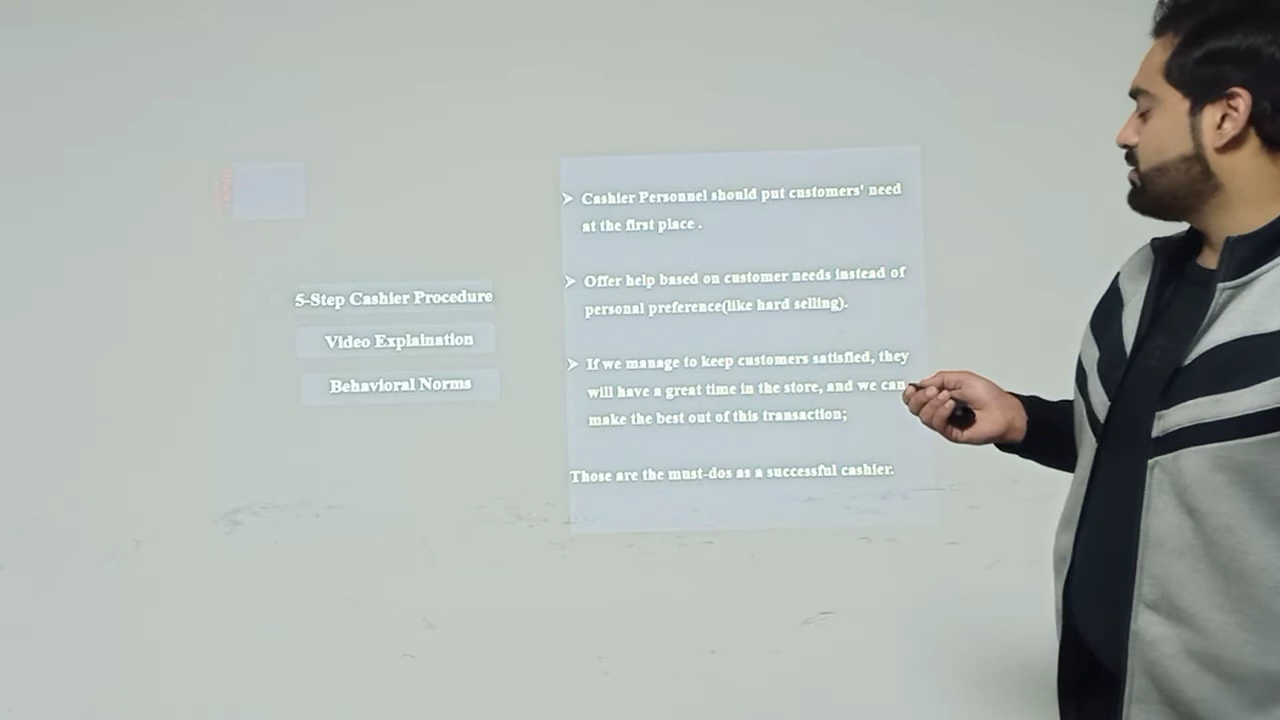 5-Step Cashier Procedure
Video Explaination
Behavioral Norms
➢ Cashier Personnel should put customers' need
at the first place .
➢ Offer help based on customer needs instead of
personal preference(like hard selling).
➢ If we manage to keep customers satisfied, they
will have a great time in the store, and we can
make the best out of this transaction;
Those are the must-dos as a successful cashier.